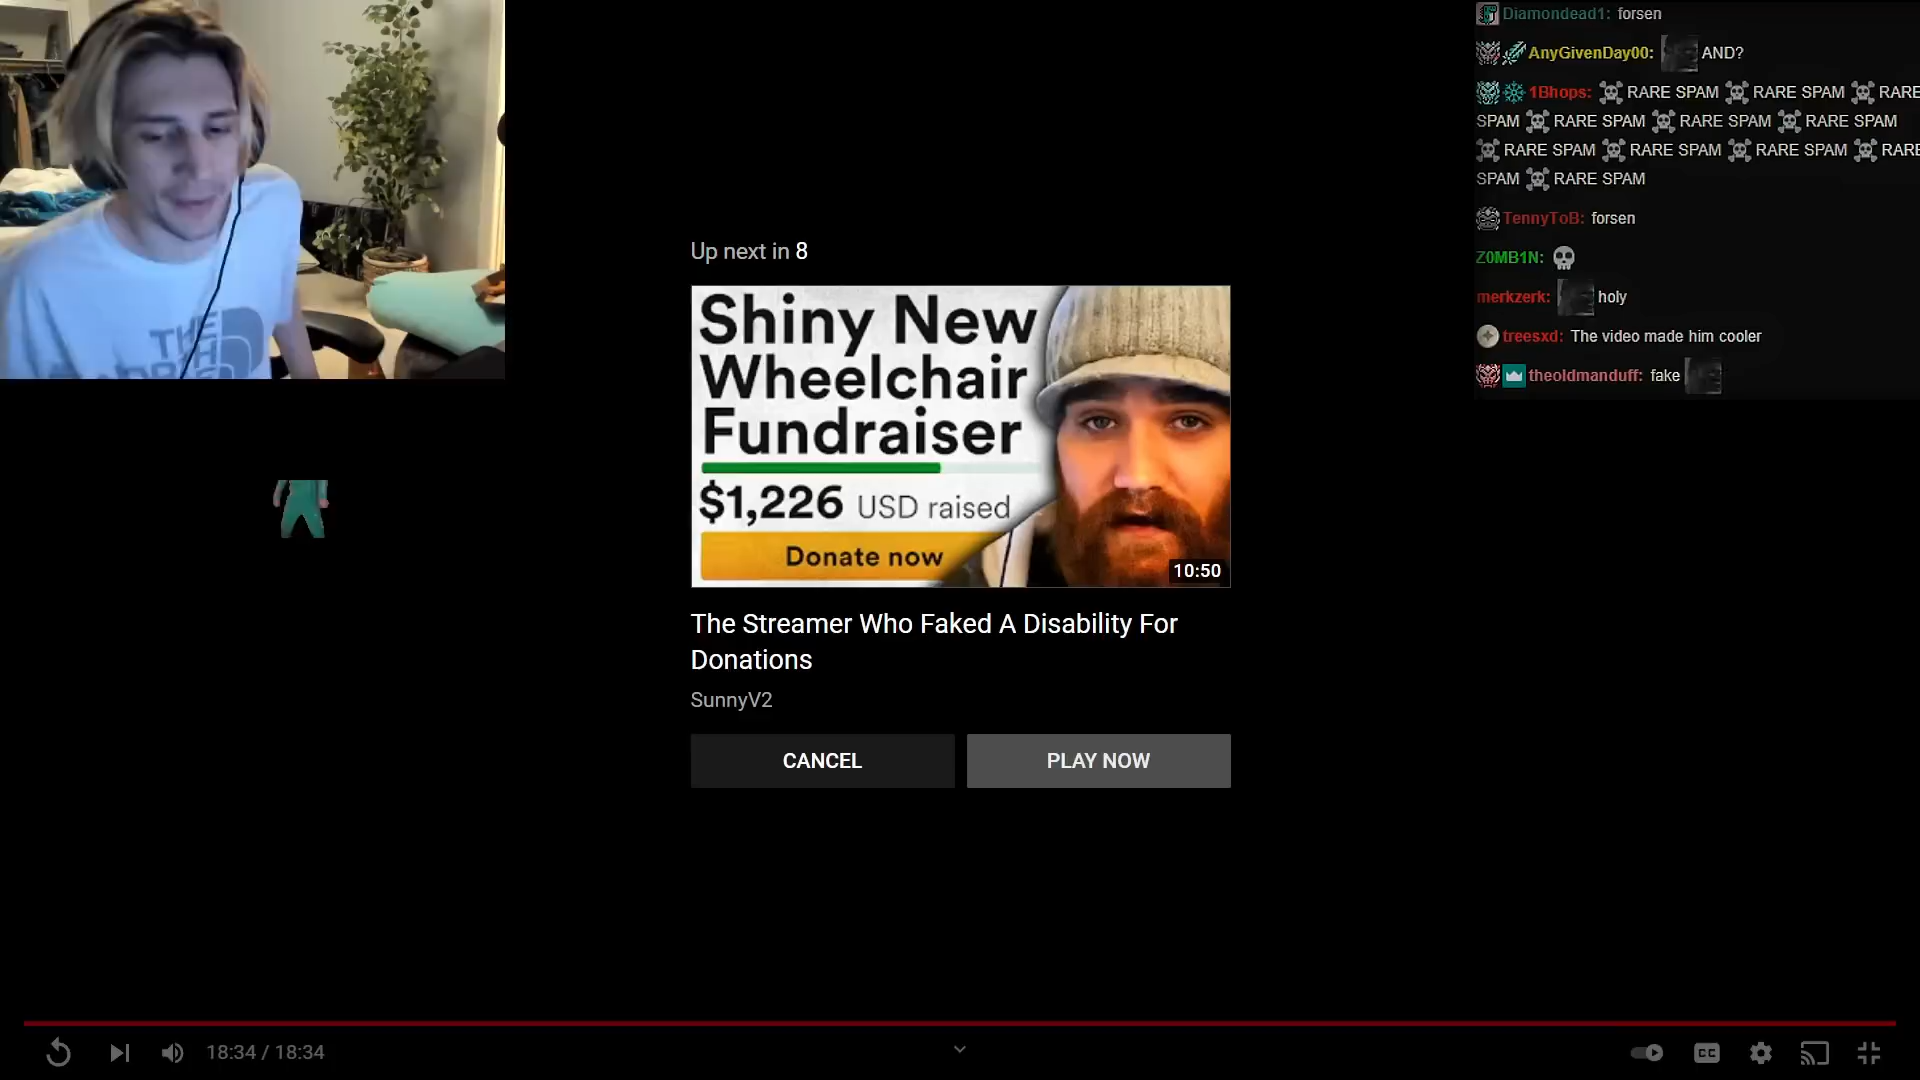 THE
Diamondead1: forsen
AnyGivenDay00: AND?
1Bhops: ☠ RARE SPAM ☠ RARE SPAM ☠ RARE
SPAM ☠ RARE SPAM ☠ RARE SPAM ☠ RARE SPAM
☠ RARE SPAM ☠ RARE SPAM ☠ RARE SPAM ☠ RARE
SPAM ☠ RARE SPAM
TennyToB: forsen
Z0MB1N: 💀
merkzerk: holy
treesxd: The video made him cooler
theoldmanduff: fake
Up next in 8
Shiny New
Wheelchair
Fundraiser
$1,226 USD raised
Donate now
10:50
The Streamer Who Faked A Disability For
Donations
SunnyV2
CANCEL
PLAY NOW
18:34 / 18:34
CC